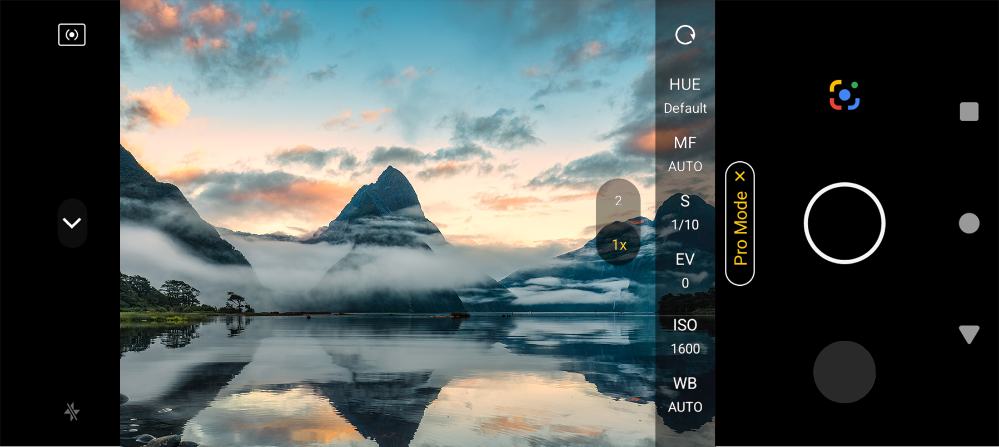 HUE
Default
MF
AUTO
2
S
1/10
1x
EV
0
ISO
1600
WB
AUTO
Pro Mode ×